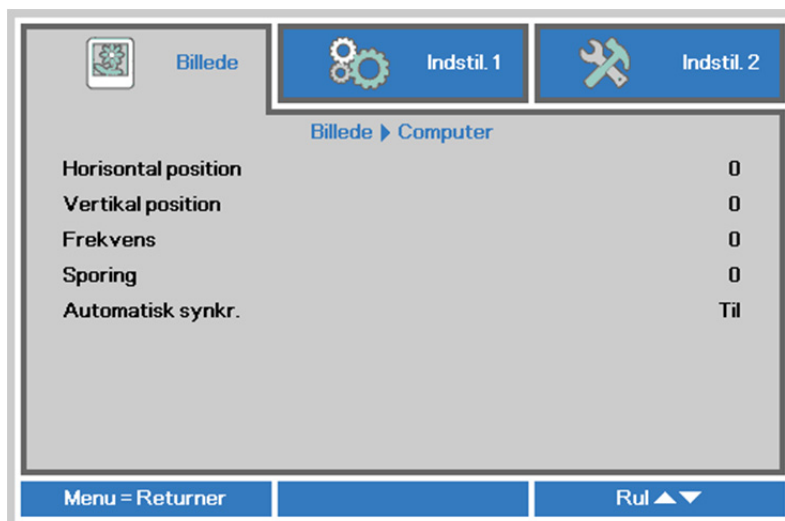 Billede
Indstil. 1
Indstil. 2
Billede ▶ Computer
Horisontal position 0
Vertikal position 0
Frekvens 0
Sporing 0
Automatisk synkr. Til
Menu = Returner
Rul ▲▼